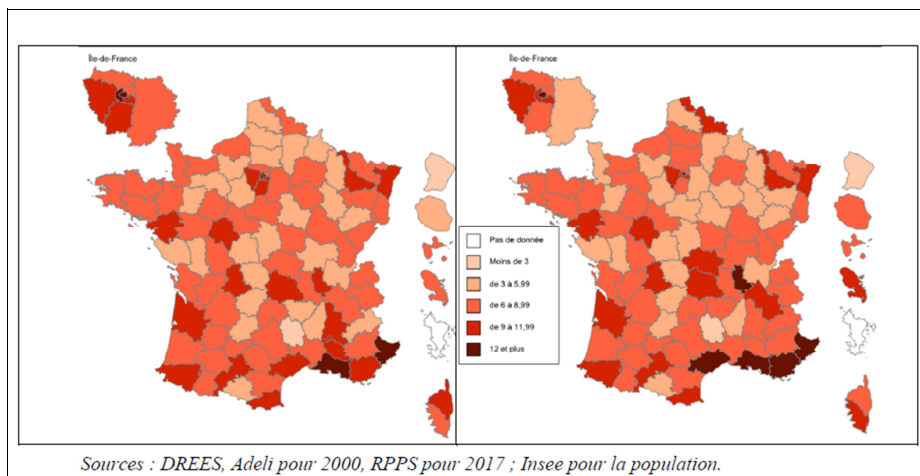 Île-de-France
Île-de-France
Pas de donnée
Moins de 3
de 3 à 5,99
de 6 à 8,99
de 9 à 11,99
12 et plus
Sources : DREES, Adeli pour 2000, RPPS pour 2017 ; Insee pour la population.